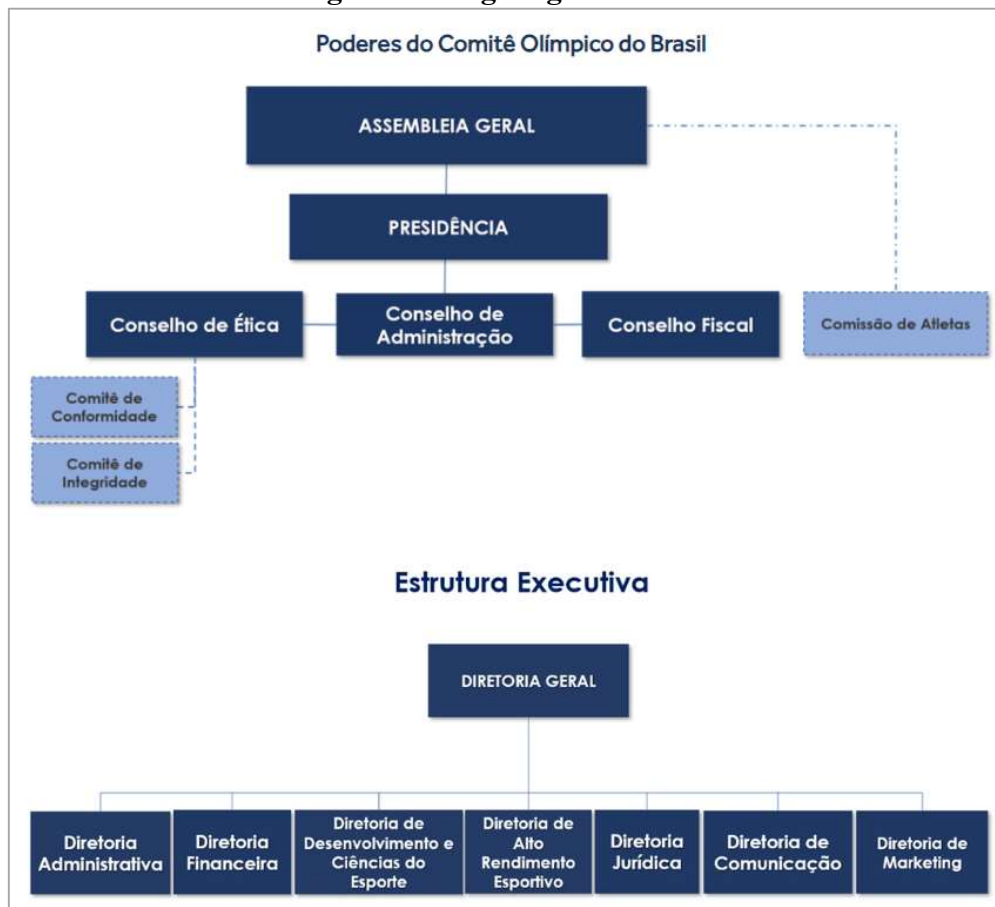 Poderes do Comitê Olímpico do Brasil
ASSEMBLEIA GERAL
PRESIDÊNCIA
Conselho de Ética
Conselho de
Administração
Conselho Fiscal
Comissão de Atletas
Comitê de
Conformidade
Comitê de
Integridade
Estrutura Executiva
DIRETORIA GERAL
Diretoria
Administrativa
Diretoria
Financeira
Diretoria de
Desenvolvimento e
Ciências do
Esporte
Diretoria de
Alto
Rendimento
Esportivo
Diretoria
Jurídica
Diretoria de
Comunicação
Diretoria de
Marketing